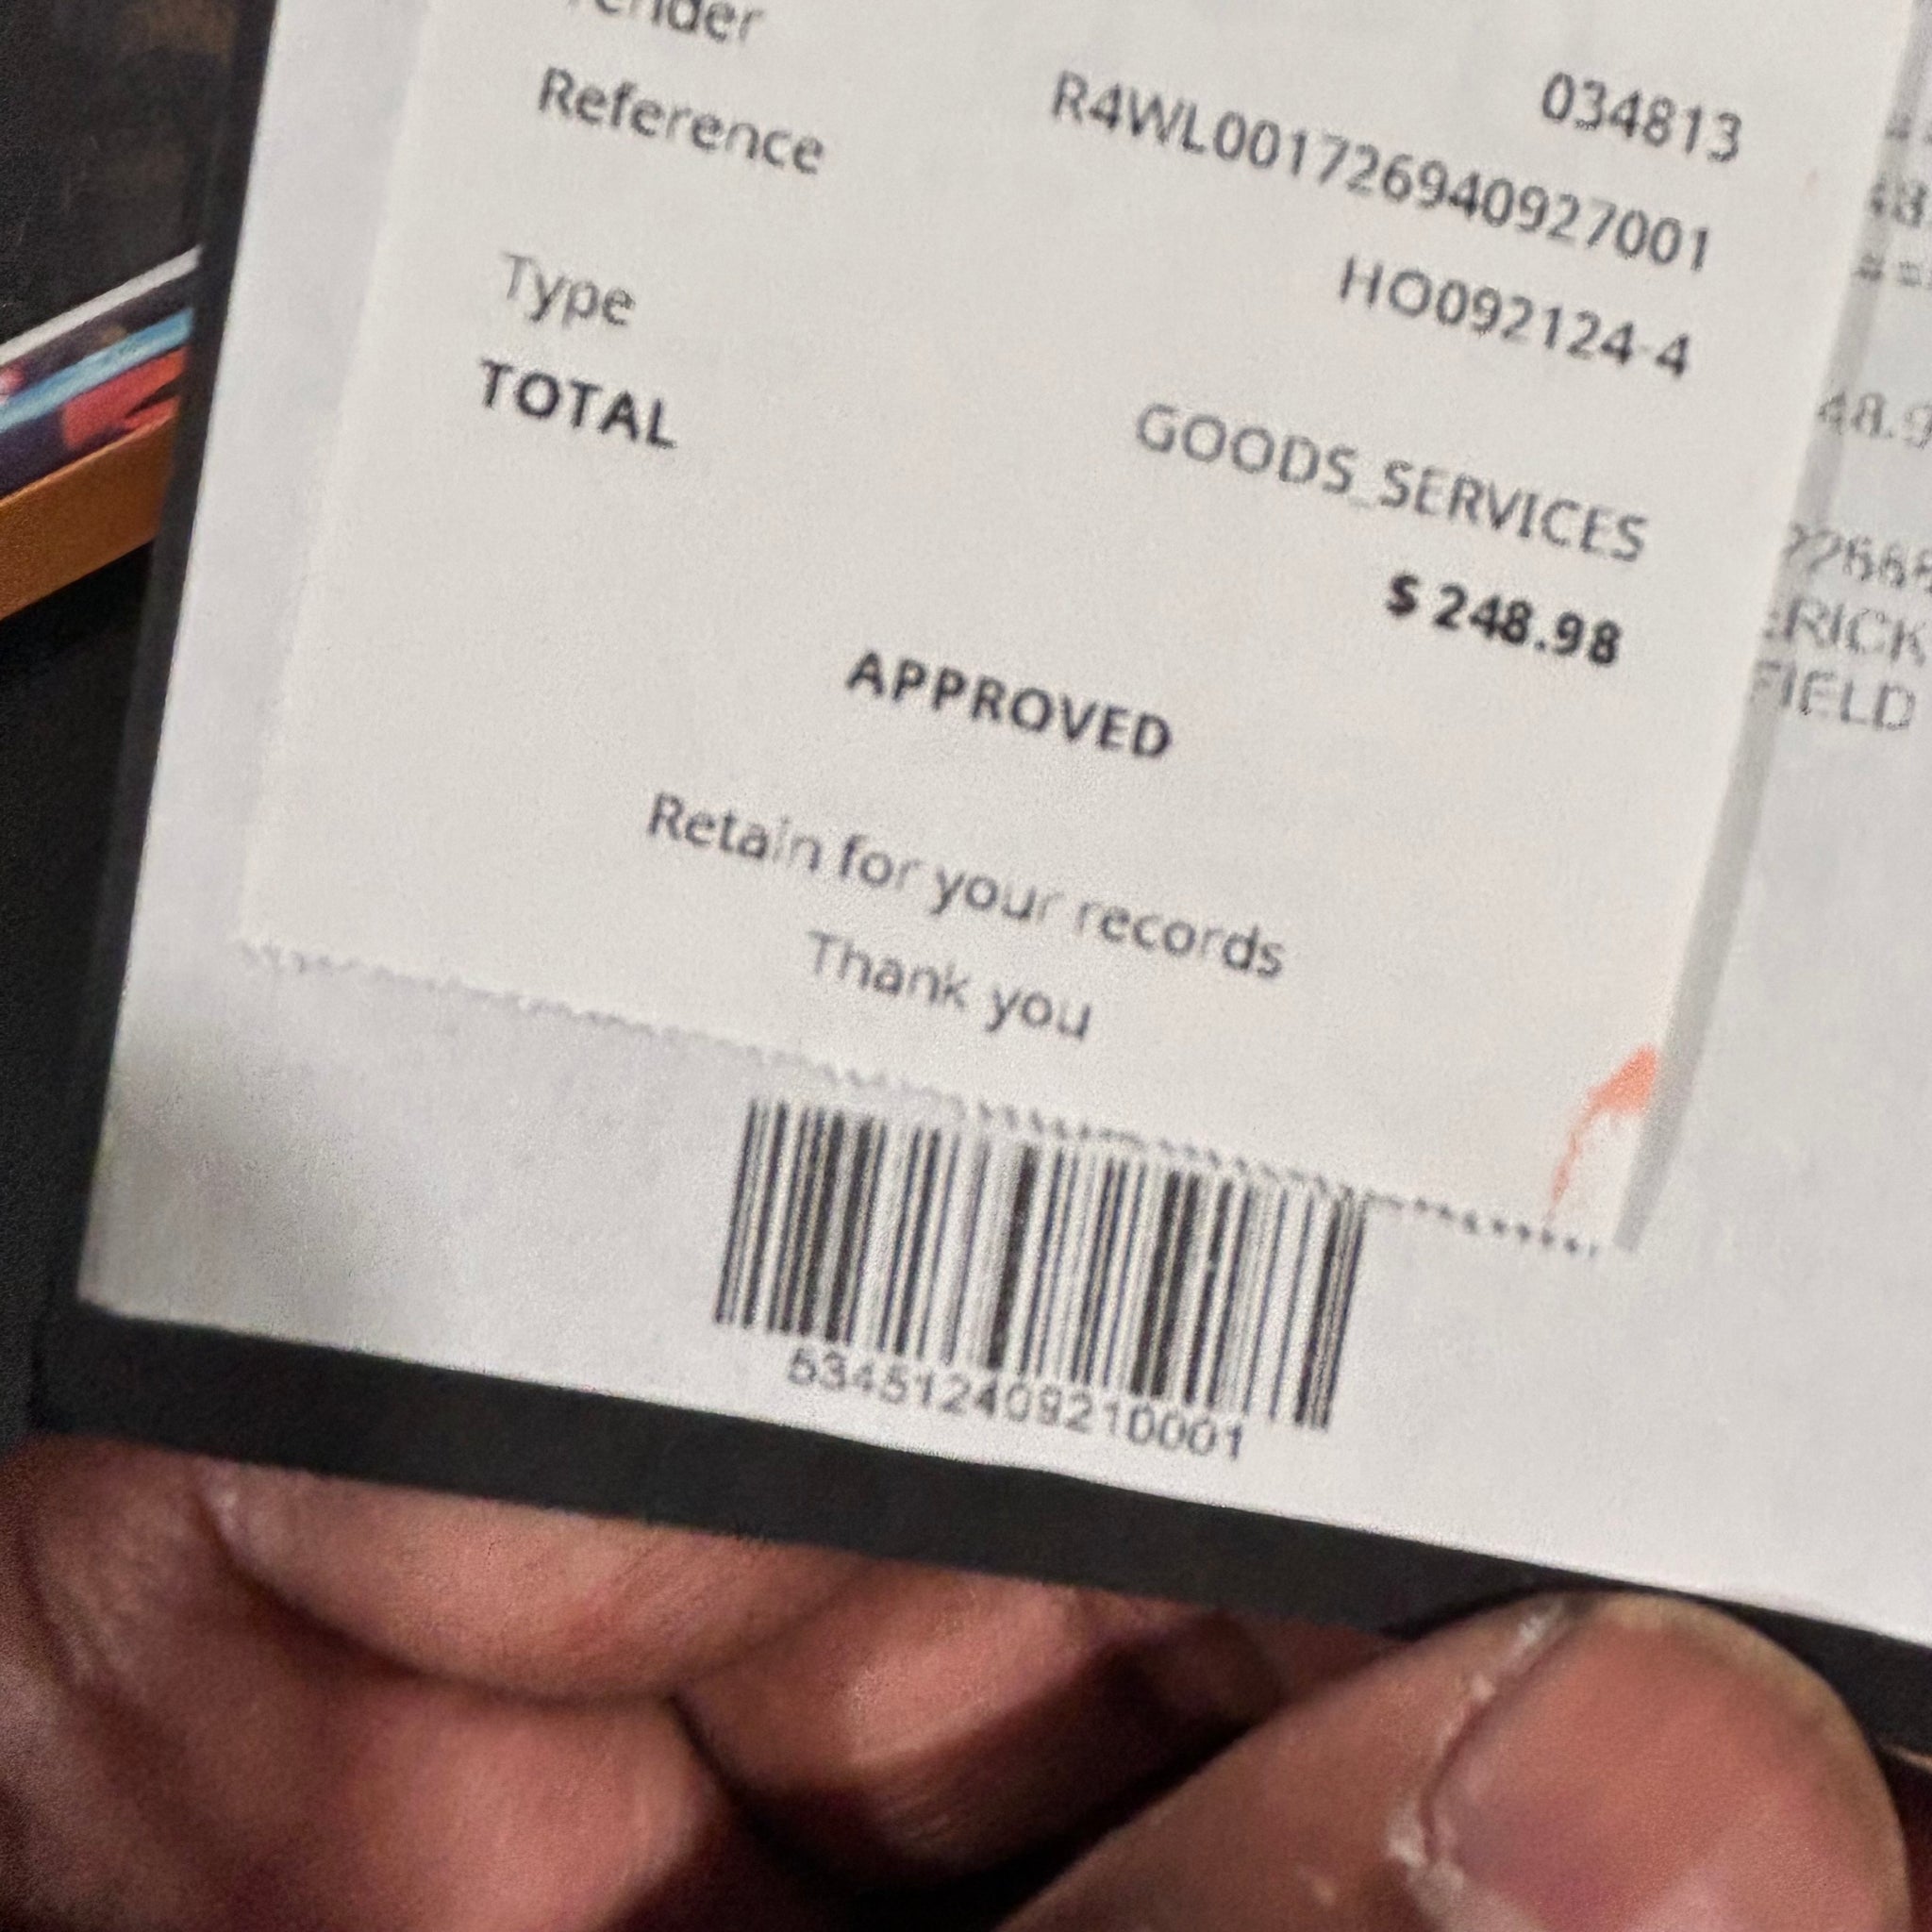 034813
R4WL001726940927001
Reference HO092124-4
Type GOODS_SERVICES
TOTAL $ 248.98
APPROVED
Retain for your records
Thank you
534512409210001